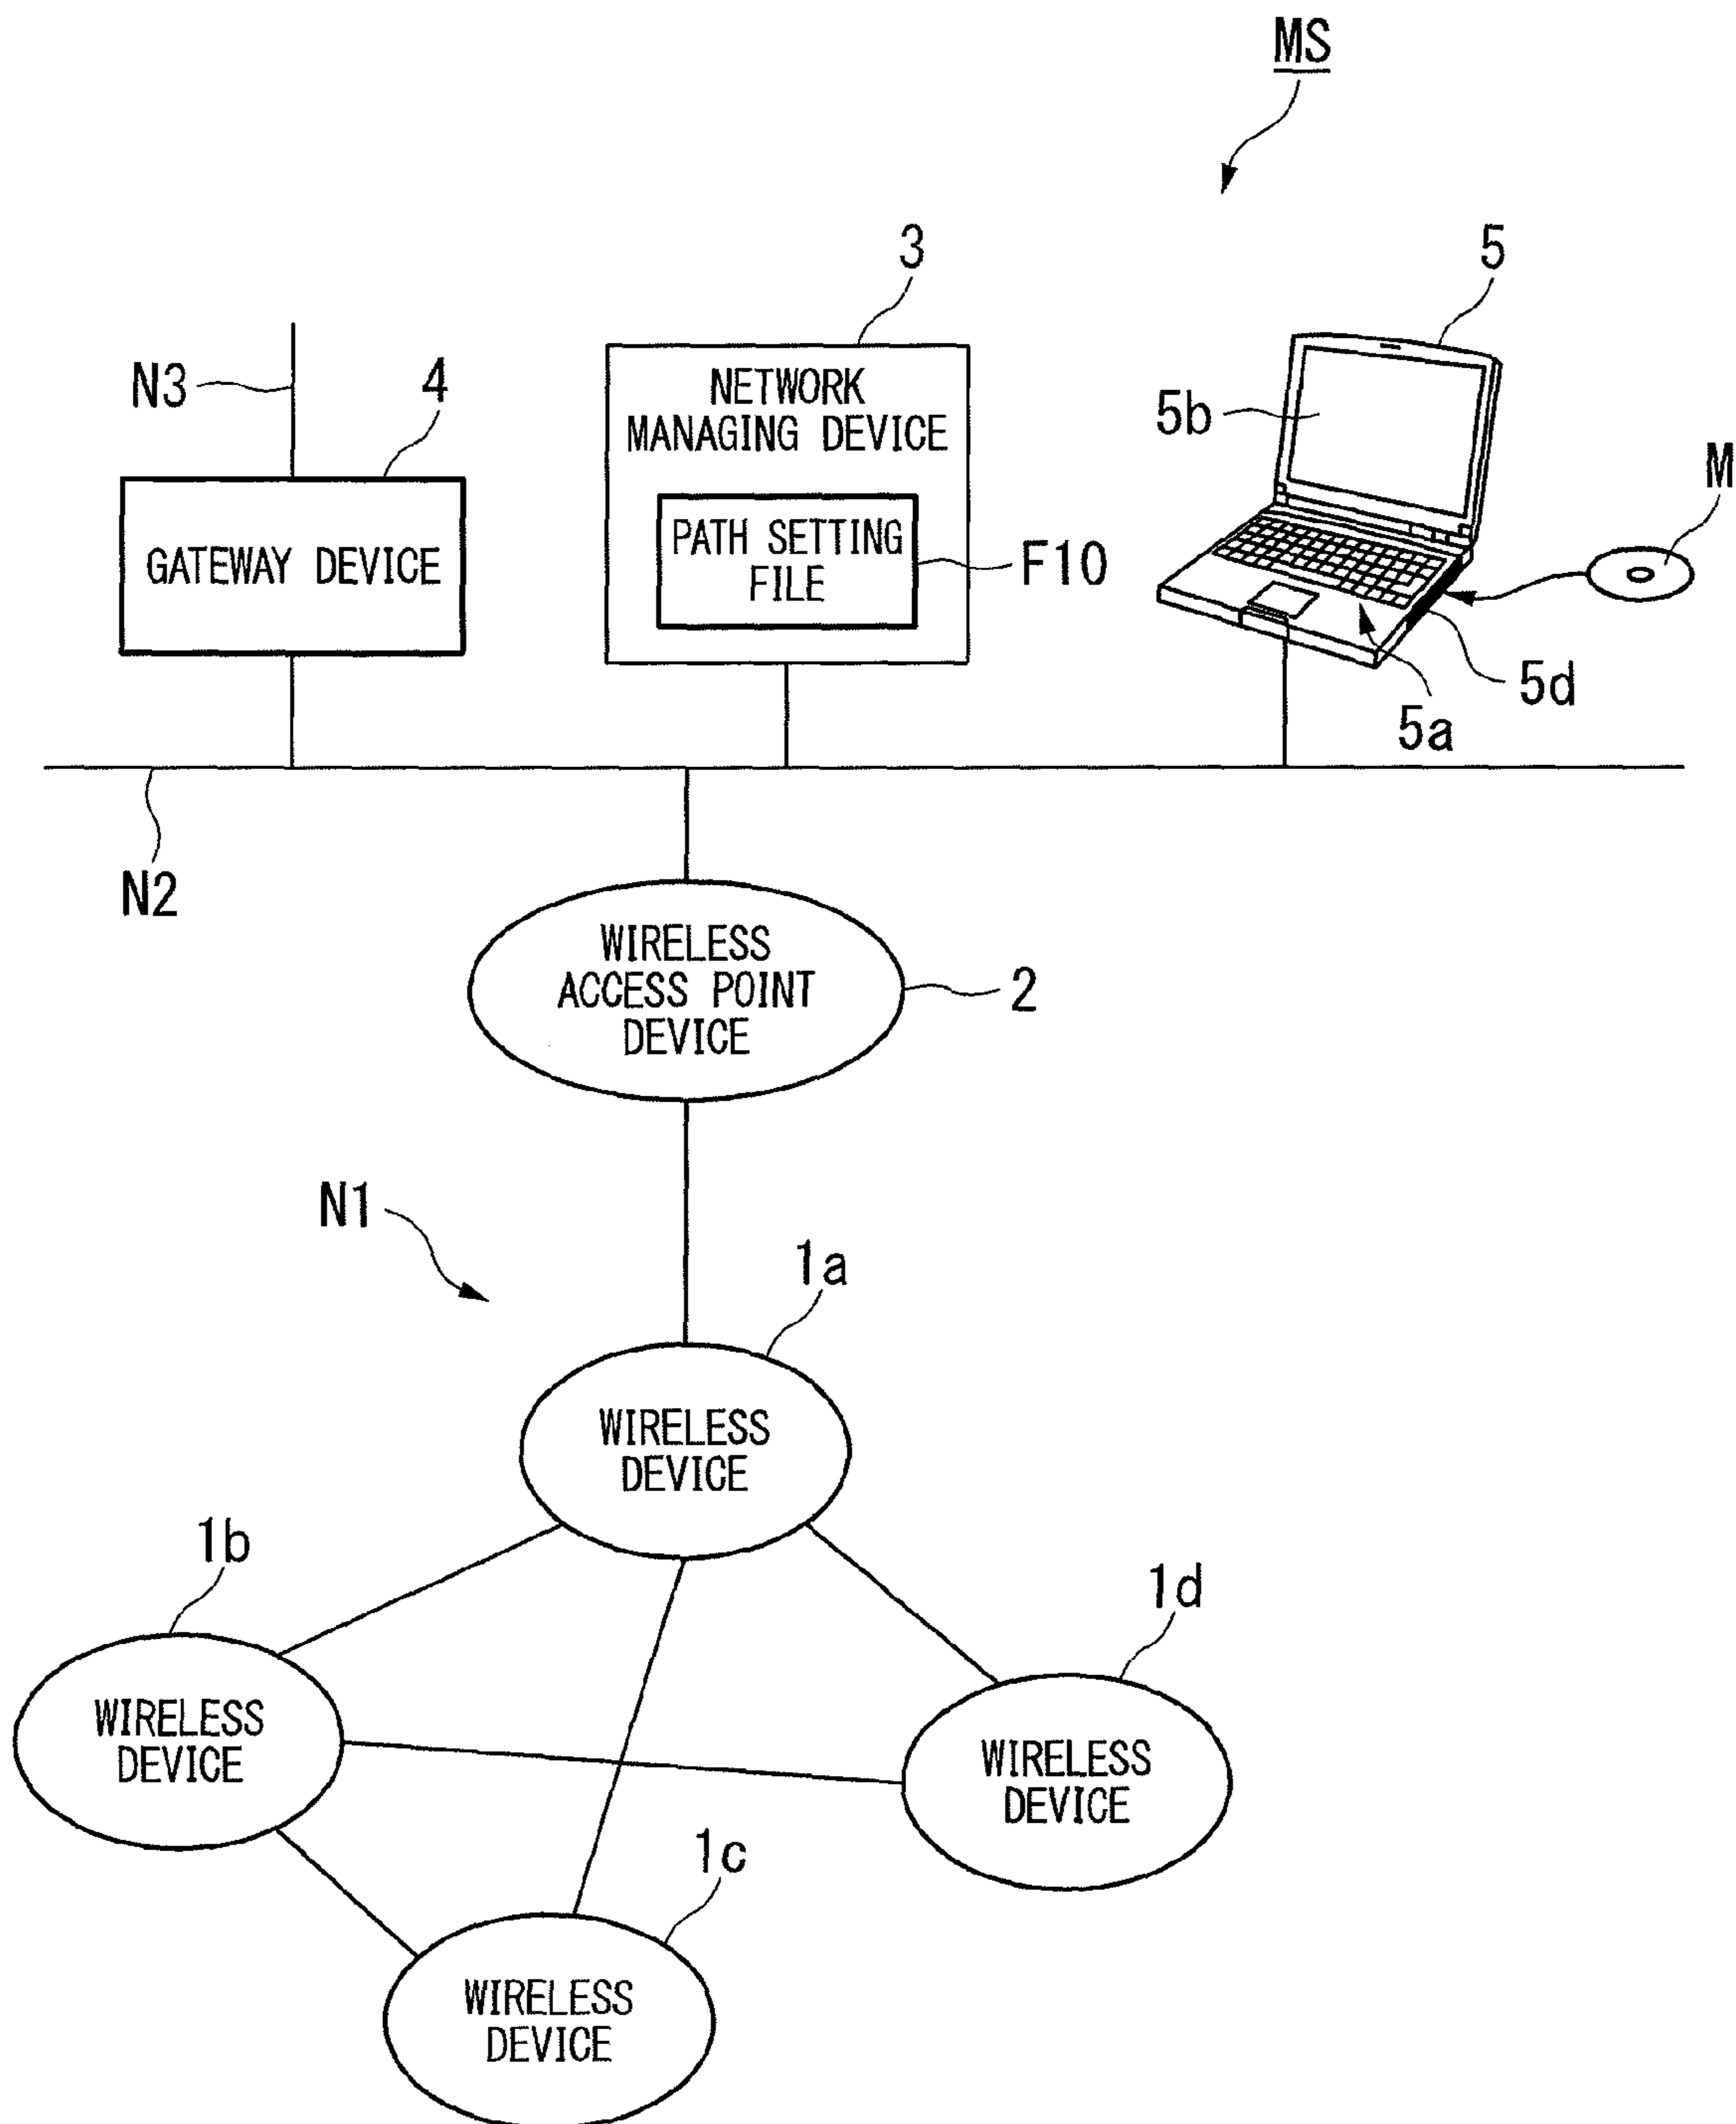 MS
3
5
N3
4
NETWORK
MANAGING DEVICE
5b
M
PATH SETTING
FILE
F10
GATEWAY DEVICE
5d
5a
N2
WIRELESS
ACCESS POINT
DEVICE
2
N1
1a
WIRELESS
DEVICE
1b
1d
WIRELESS
DEVICE
WIRELESS
DEVICE
1c
WIRELESS
DEVICE